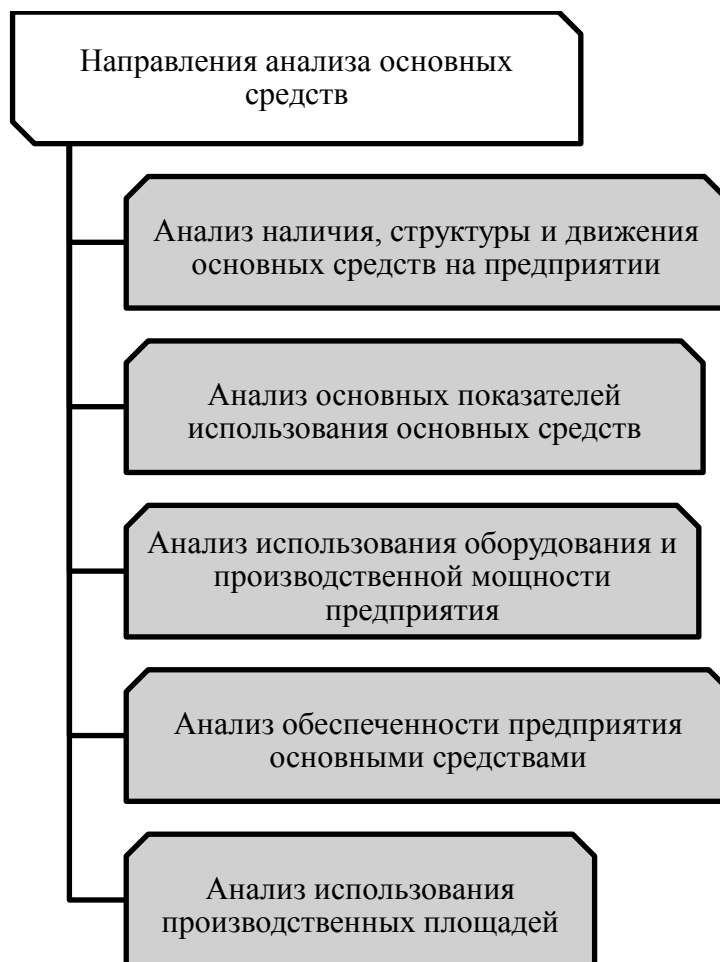 Направления анализа основных
средств
Анализ наличия, структуры и движения
основных средств на предприятии
Анализ основных показателей
использования основных средств
Анализ использования оборудования и
производственной мощности
предприятия
Анализ обеспеченности предприятия
основными средствами
Анализ использования
производственных площадей